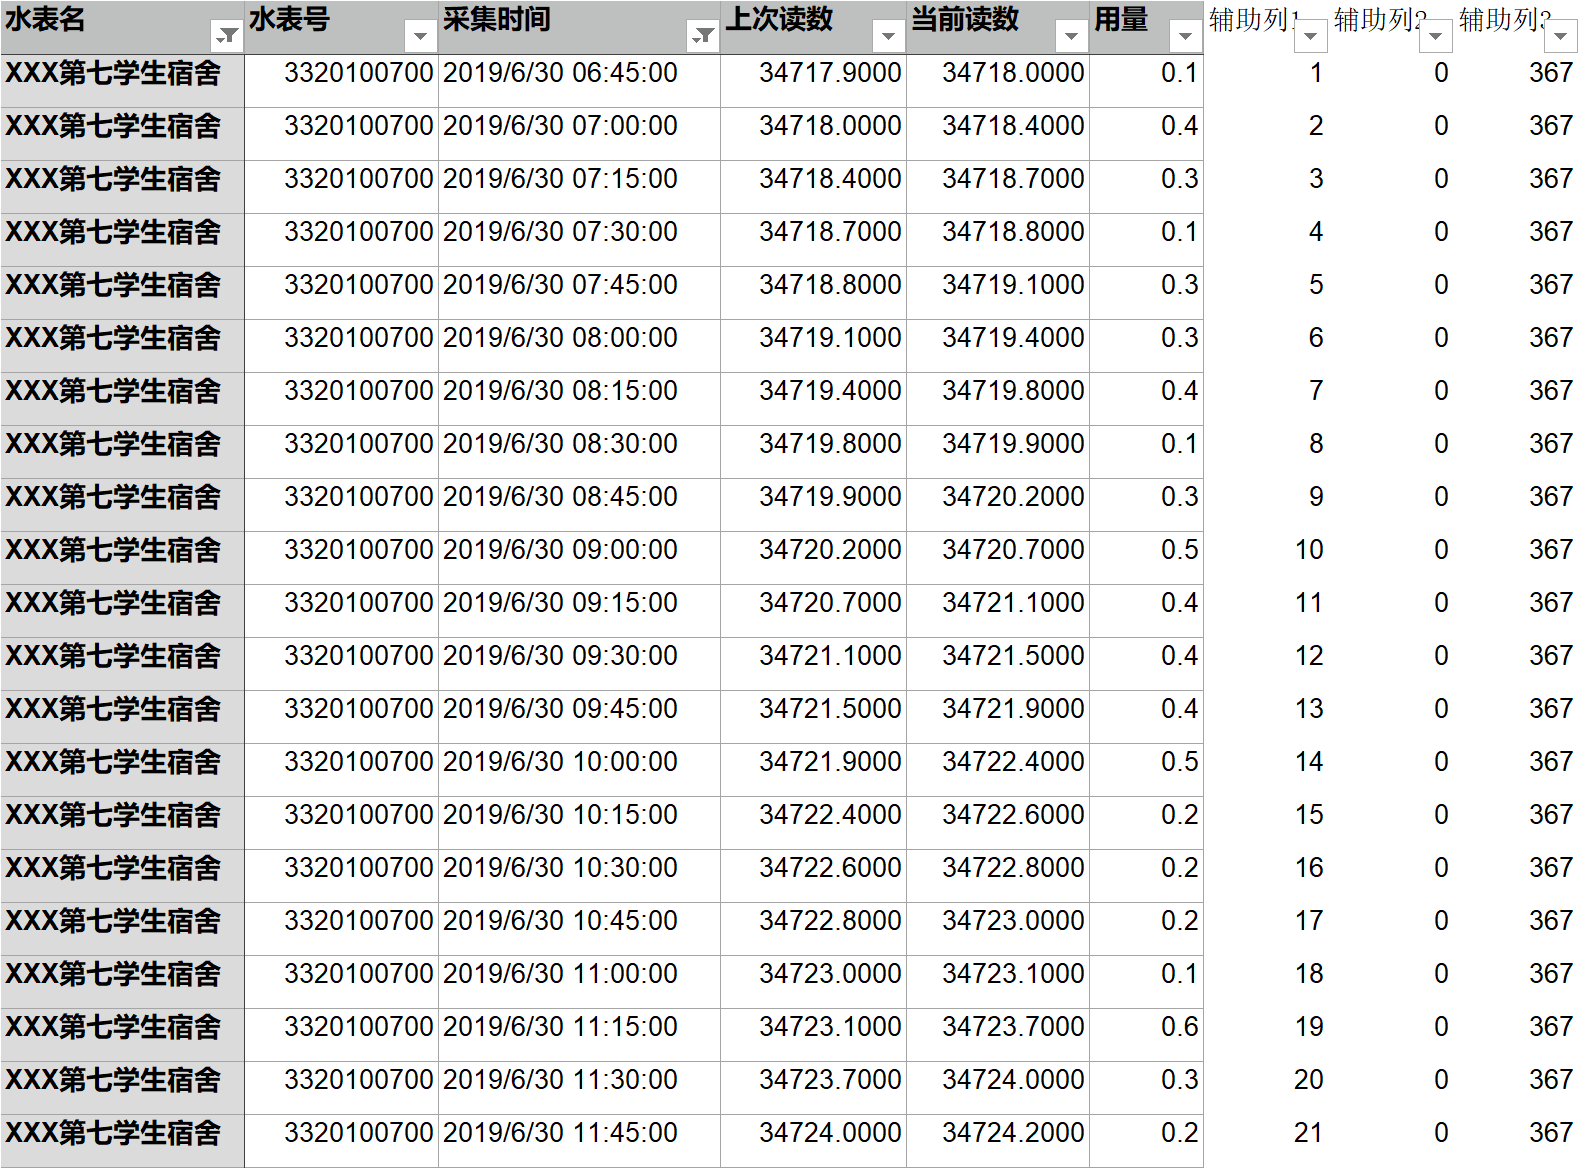 水表名 水表号 采集时间 上次读数 当前读数 用量 辅助列1 辅助列2 辅助列3
XXX第七学生宿舍 3320100700 2019/6/30 06:45:00 34717.9000 34718.0000 0.1 1 0 367
XXX第七学生宿舍 3320100700 2019/6/30 07:00:00 34718.0000 34718.4000 0.4 2 0 367
XXX第七学生宿舍 3320100700 2019/6/30 07:15:00 34718.4000 34718.7000 0.3 3 0 367
XXX第七学生宿舍 3320100700 2019/6/30 07:30:00 34718.7000 34718.8000 0.1 4 0 367
XXX第七学生宿舍 3320100700 2019/6/30 07:45:00 34718.8000 34719.1000 0.3 5 0 367
XXX第七学生宿舍 3320100700 2019/6/30 08:00:00 34719.1000 34719.4000 0.3 6 0 367
XXX第七学生宿舍 3320100700 2019/6/30 08:15:00 34719.4000 34719.8000 0.4 7 0 367
XXX第七学生宿舍 3320100700 2019/6/30 08:30:00 34719.8000 34719.9000 0.1 8 0 367
XXX第七学生宿舍 3320100700 2019/6/30 08:45:00 34719.9000 34720.2000 0.3 9 0 367
XXX第七学生宿舍 3320100700 2019/6/30 09:00:00 34720.2000 34720.7000 0.5 10 0 367
XXX第七学生宿舍 3320100700 2019/6/30 09:15:00 34720.7000 34721.1000 0.4 11 0 367
XXX第七学生宿舍 3320100700 2019/6/30 09:30:00 34721.1000 34721.5000 0.4 12 0 367
XXX第七学生宿舍 3320100700 2019/6/30 09:45:00 34721.5000 34721.9000 0.4 13 0 367
XXX第七学生宿舍 3320100700 2019/6/30 10:00:00 34721.9000 34722.4000 0.5 14 0 367
XXX第七学生宿舍 3320100700 2019/6/30 10:15:00 34722.4000 34722.6000 0.2 15 0 367
XXX第七学生宿舍 3320100700 2019/6/30 10:30:00 34722.6000 34722.8000 0.2 16 0 367
XXX第七学生宿舍 3320100700 2019/6/30 10:45:00 34722.8000 34723.0000 0.2 17 0 367
XXX第七学生宿舍 3320100700 2019/6/30 11:00:00 34723.0000 34723.1000 0.1 18 0 367
XXX第七学生宿舍 3320100700 2019/6/30 11:15:00 34723.1000 34723.7000 0.6 19 0 367
XXX第七学生宿舍 3320100700 2019/6/30 11:30:00 34723.7000 34724.0000 0.3 20 0 367
XXX第七学生宿舍 3320100700 2019/6/30 11:45:00 34724.0000 34724.2000 0.2 21 0 367